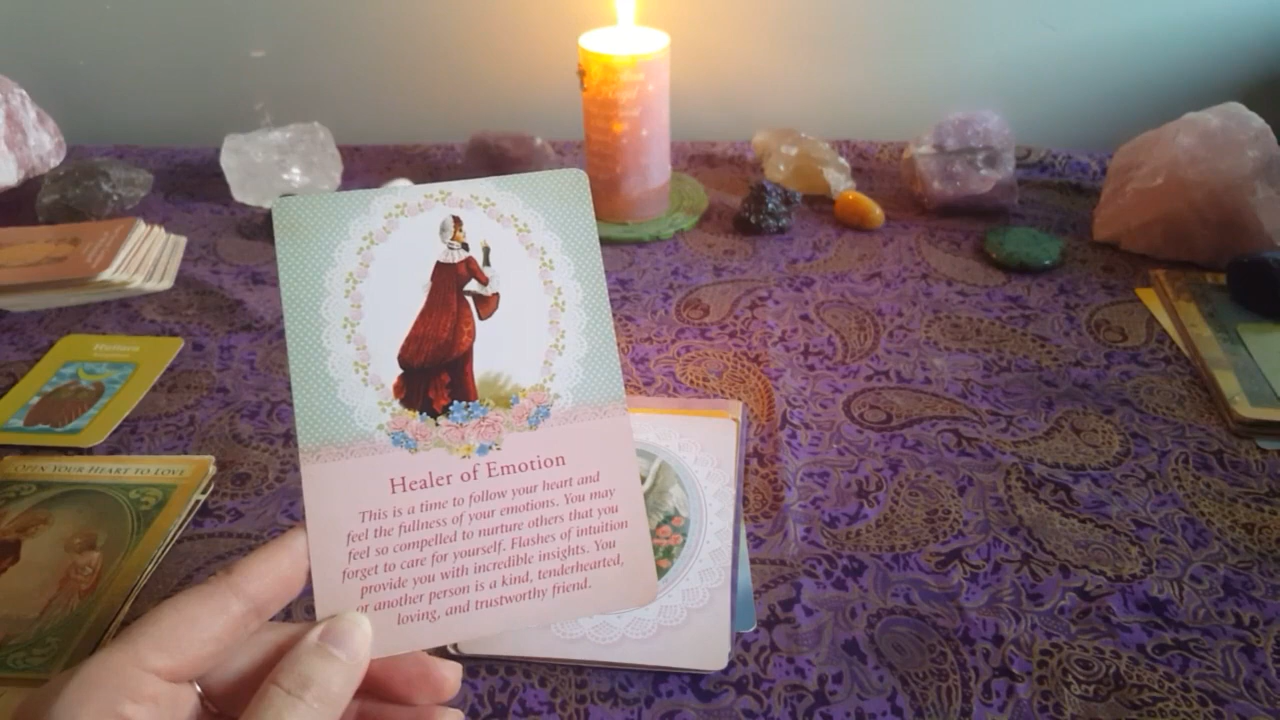 Healer of Emotion
This is a time to follow your heart and
feel the fullness of your emotions. You may
feel so compelled to nurture others that you
forget to care for yourself. Flashes of intuition
provide you with incredible insights. You
or another person is a kind, tenderhearted,
loving, and trustworthy friend.
OPEN YOUR HEART TO LOVE